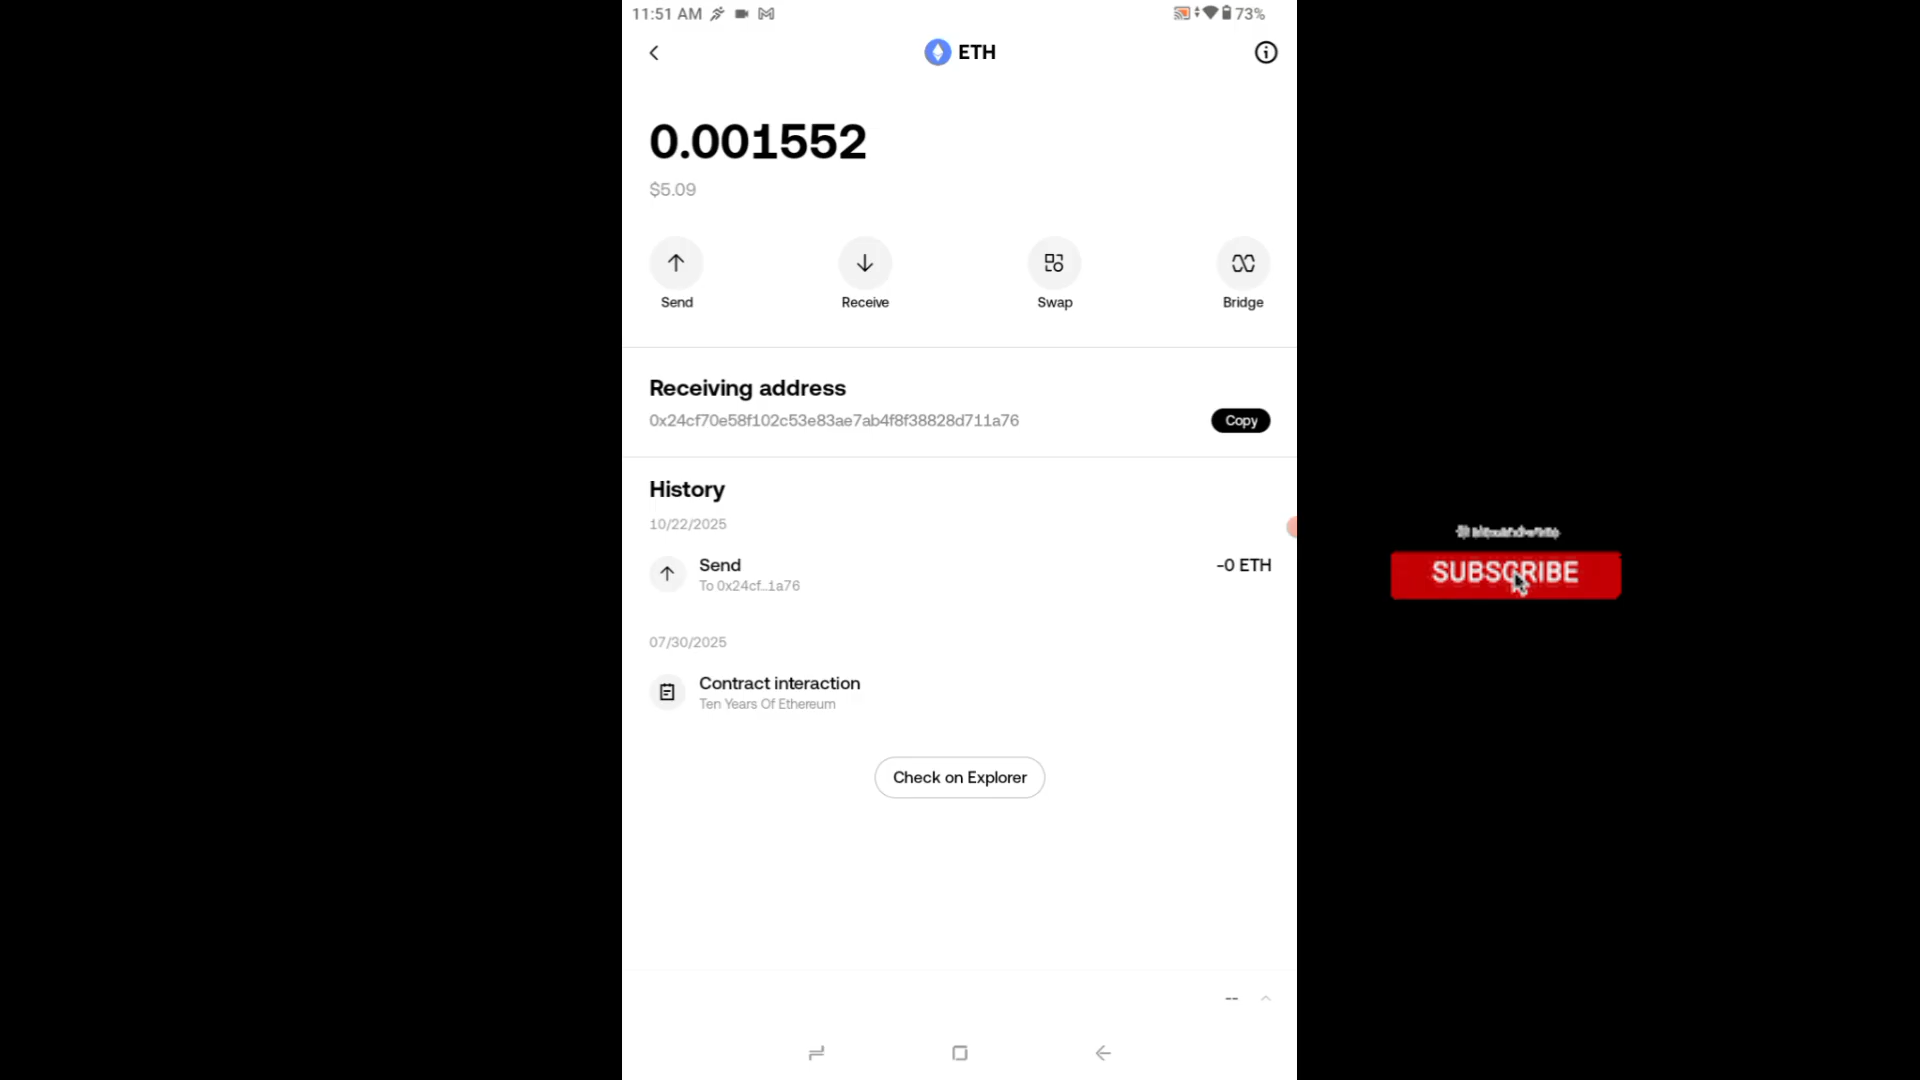 11:51 AM
73%
ETH
0.001552
$5.09
Send
Receive
Swap
Bridge
Receiving address
0x24cf70e58f102c53e83ae7ab4f8f38828d711a76
Copy
History
10/22/2025
Send
-0 ETH
To 0x24cf...1a76
07/30/2025
Contract interaction
Ten Years Of Ethereum
Check on Explorer
--
SUBSCRIBE